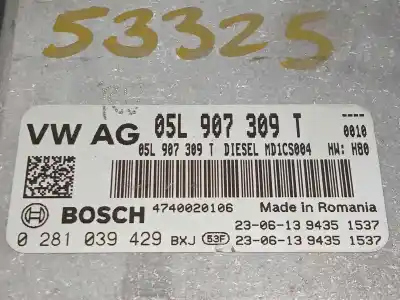 53325
VW AG 05L 907 309 T 0010
05L 907 309 T DIESEL MD1CS004 HW: H80
BOSCH 4740020106 Made in Romania
23-06-13 9435 1537
0 281 039 429 BXJ 53F 23-06-13 9435 1537